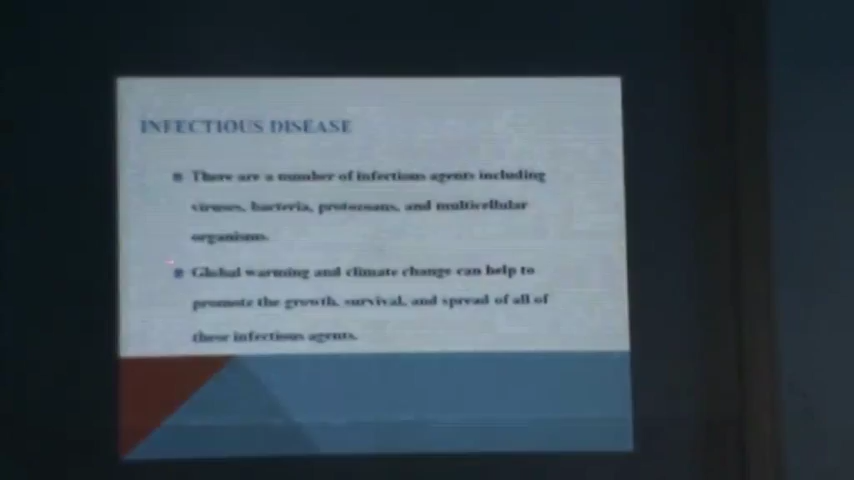 INFECTIOUS DISEASE
There are a number of infectious agents including
viruses, bacteria, protozoans, and multicellular
organisms.
Global warming and climate change can help to
promote the growth, survival, and spread of all of
these infectious agents.